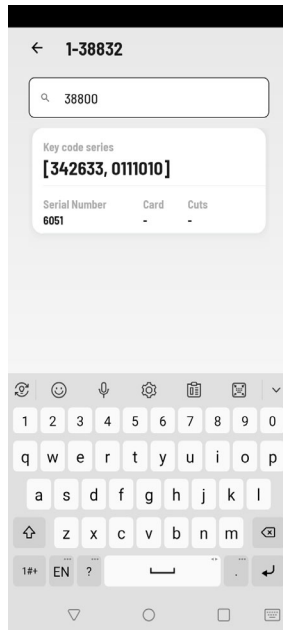 1-38832
38800
Key code series
[342633, 0111010]
Serial Number Card Cuts
6051 - -
1 2 3 4 5 6 7 8 9 0
q w e r t y u i o p
a s d f g h j k l
z x c v b n m
1#+ EN ? .